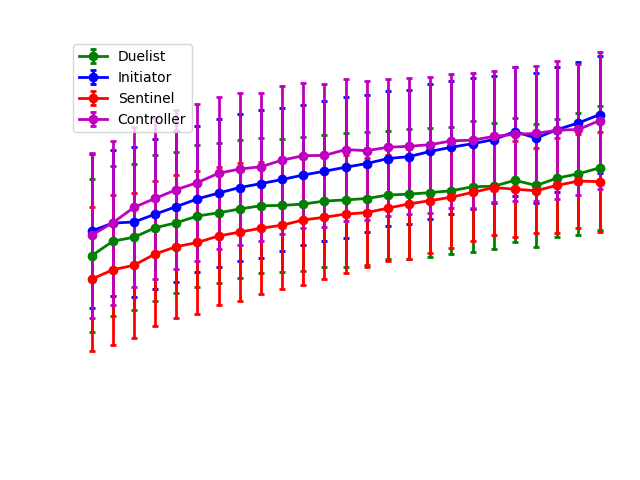 Duelist
Initiator
Sentinel
Controller